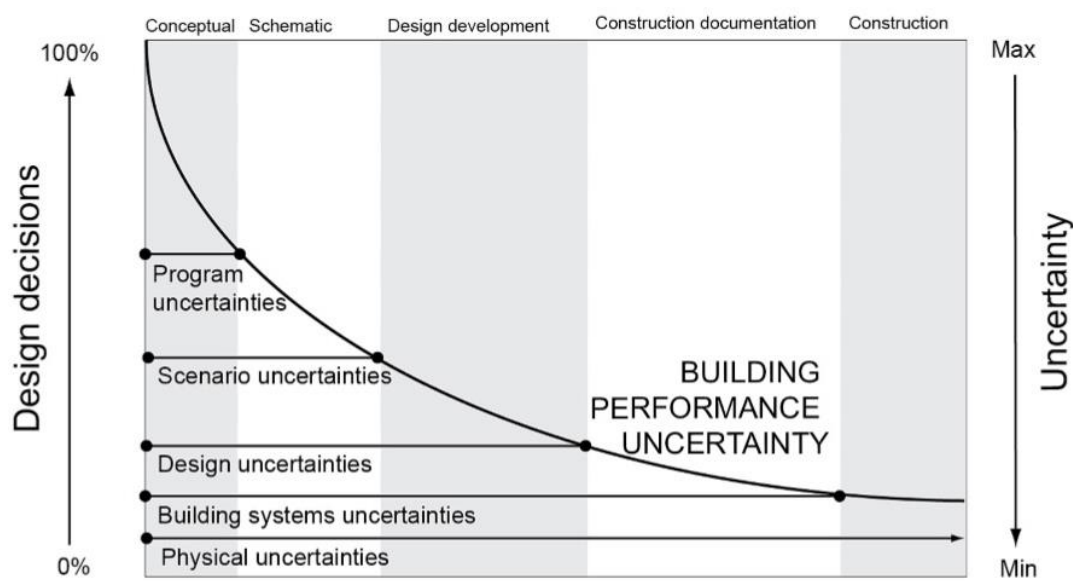 Conceptual Schematic Design development Construction documentation Construction
100%
Max
Design decisions
Uncertainty
Program
uncertainties
Scenario uncertainties
BUILDING
PERFORMANCE
UNCERTAINTY
Design uncertainties
Building systems uncertainties
Physical uncertainties
0%
Min